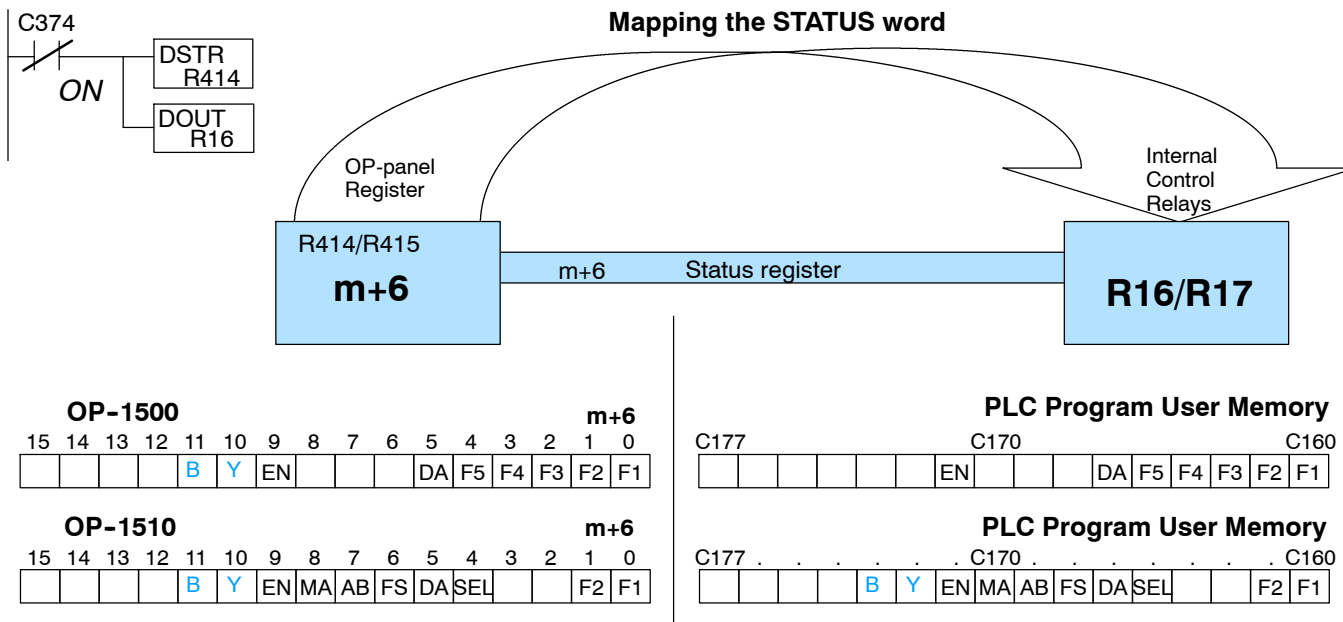 C374
Mapping the STATUS word
DSTR
R414
ON
DOUT
R16
OP-panel
Register
Internal
Control
Relays
R414/R415
m+6
m+6 Status register
R16/R17
OP-1500 m+6
15 14 13 12 11 10 9 8 7 6 5 4 3 2 1 0
B Y EN DA F5 F4 F3 F2 F1
PLC Program User Memory
C177 C170 C160
EN DA F5 F4 F3 F2 F1
OP-1510 m+6
15 14 13 12 11 10 9 8 7 6 5 4 3 2 1 0
B Y EN MA AB FS DA SEL F2 F1
PLC Program User Memory
C177 . . . . . . C170 . . . . . . . C160
B Y EN MA AB FS DA SEL F2 F1